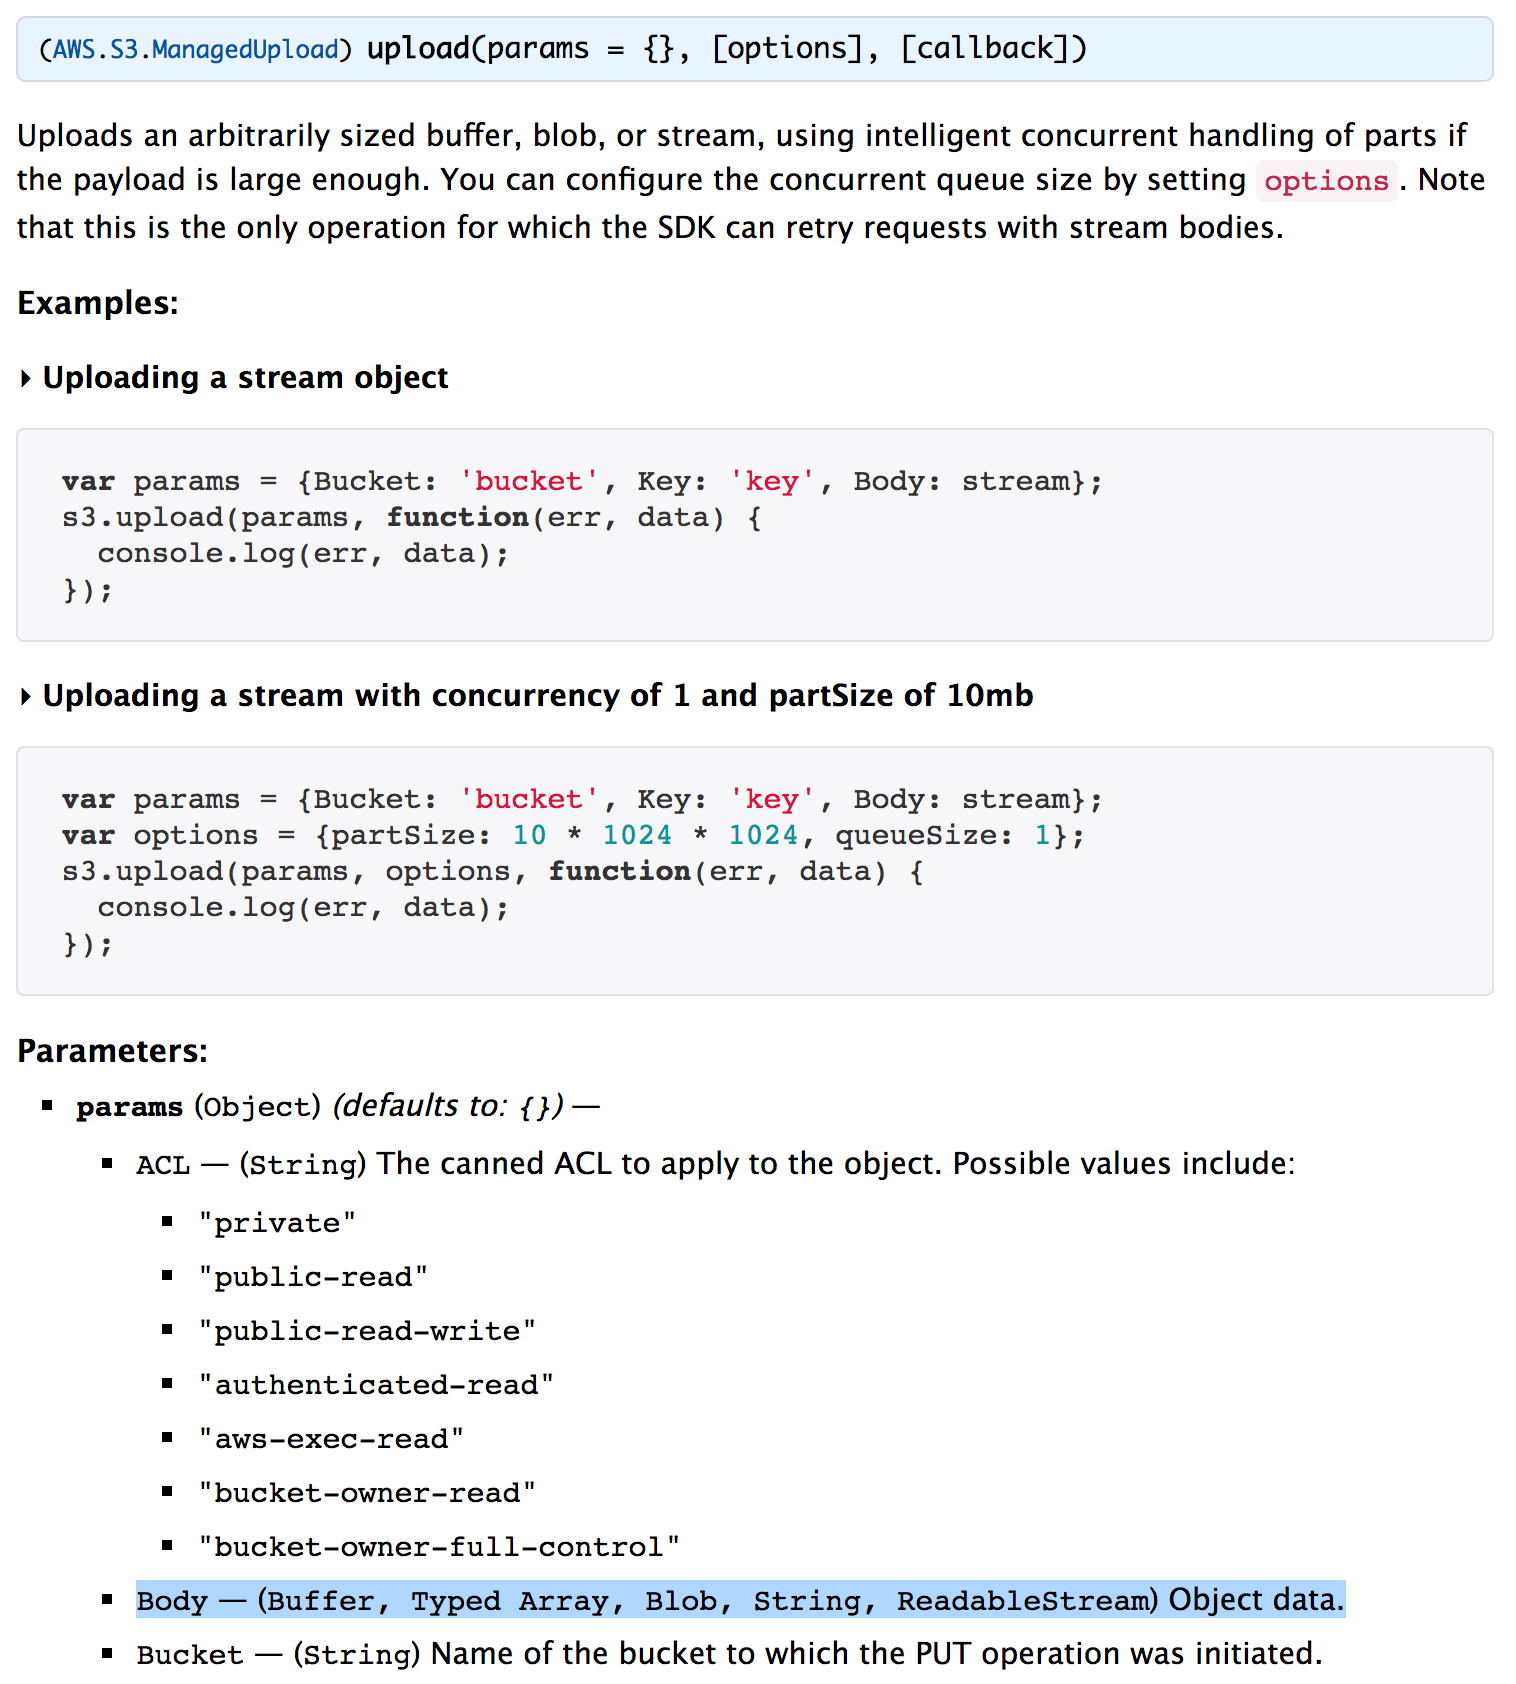 (AWS.S3.ManagedUpload) upload(params = {}, [options], [callback])
Uploads an arbitrarily sized buffer, blob, or stream, using intelligent concurrent handling of parts if
the payload is large enough. You can configure the concurrent queue size by setting options. Note
that this is the only operation for which the SDK can retry requests with stream bodies.
Examples:
Uploading a stream object
var params = {Bucket: 'bucket', Key: 'key', Body: stream};
s3.upload(params, function(err, data) {
  console.log(err, data);
});
Uploading a stream with concurrency of 1 and partSize of 10mb
var params = {Bucket: 'bucket', Key: 'key', Body: stream};
var options = {partSize: 10 * 1024 * 1024, queueSize: 1};
s3.upload(params, options, function(err, data) {
  console.log(err, data);
});
Parameters:
params (Object) (defaults to: {}) —
ACL — (String) The canned ACL to apply to the object. Possible values include:
"private"
"public-read"
"public-read-write"
"authenticated-read"
"aws-exec-read"
"bucket-owner-read"
"bucket-owner-full-control"
Body — (Buffer, Typed Array, Blob, String, ReadableStream) Object data.
Bucket — (String) Name of the bucket to which the PUT operation was initiated.